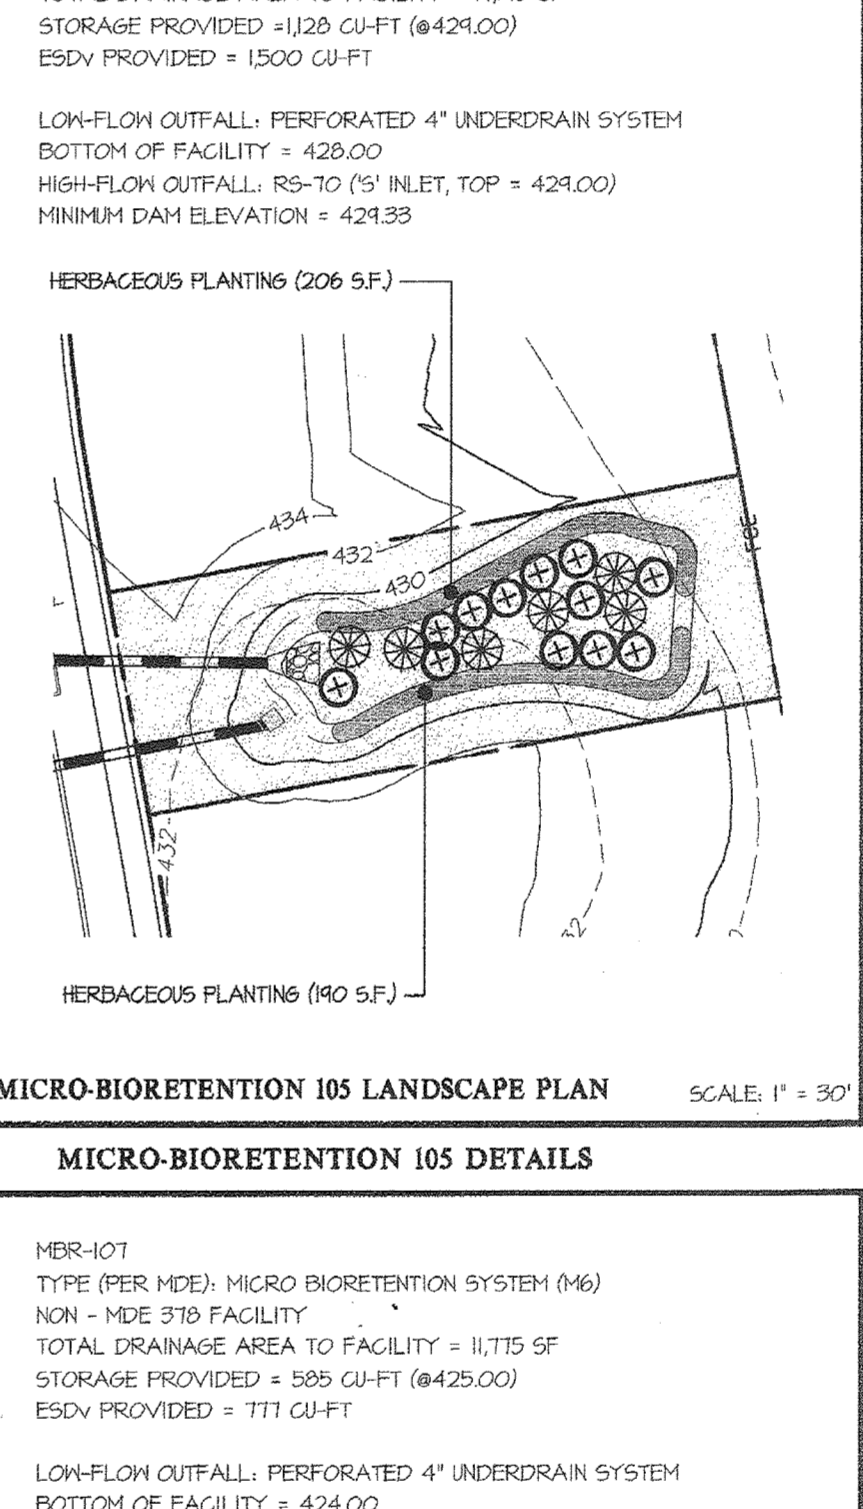 STORAGE PROVIDED =1,128 CU-FT (@429.00)
ESDv PROVIDED = 1,500 CU-FT
LOW-FLOW OUTFALL: PERFORATED 4" UNDERDRAIN SYSTEM
BOTTOM OF FACILITY = 428.00
HIGH-FLOW OUTFALL: RS-70 ('S' INLET, TOP = 429.00)
MINIMUM DAM ELEVATION = 429.33
HERBACEOUS PLANTING (206 S.F.)
434
432
430
432
HERBACEOUS PLANTING (190 S.F.)
MICRO-BIORETENTION 105 LANDSCAPE PLAN SCALE: 1" = 30'
MICRO-BIORETENTION 105 DETAILS
MBR-107
TYPE (PER MDE): MICRO BIORETENTION SYSTEM (M6)
NON - MDE 378 FACILITY
TOTAL DRAINAGE AREA TO FACILITY = 11,775 SF
STORAGE PROVIDED = 585 CU-FT (@425.00)
ESDv PROVIDED = 777 CU-FT
LOW-FLOW OUTFALL: PERFORATED 4" UNDERDRAIN SYSTEM
BOTTOM OF FACILITY = 424.00